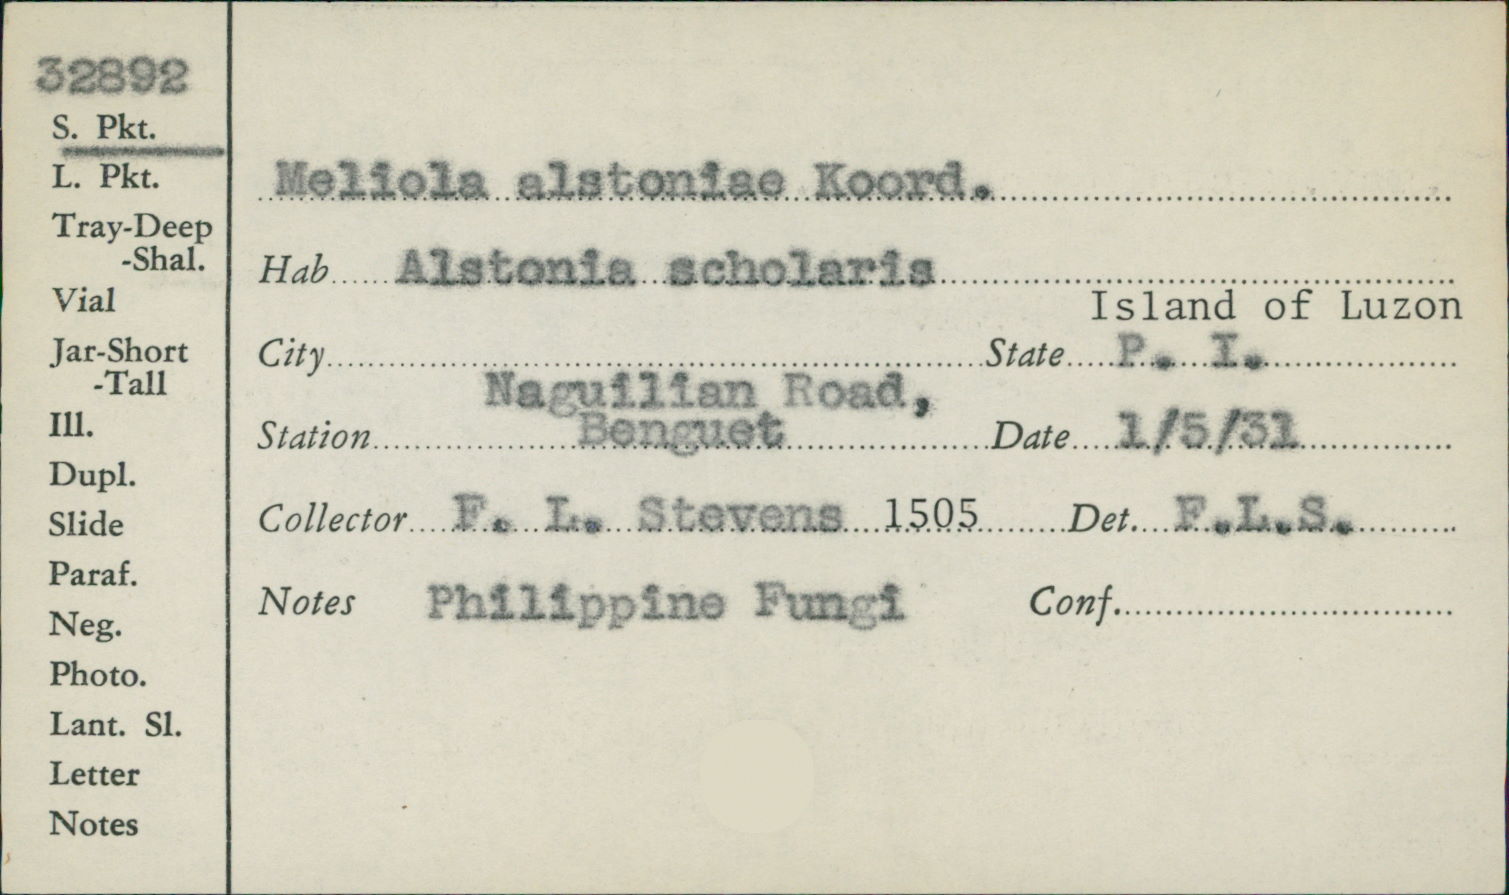 32892
S. Pkt.
L. Pkt.
Tray-Deep
-Shal.
Vial
Jar-Short
-Tall
Ill.
Dupl.
Slide
Paraf.
Neg.
Photo.
Lant. Sl.
Letter
Notes
Meliola alstoniae Koord.
Hab Alstonia scholaris
Island of Luzon
City State P. I.
Naguilian Road,
Station Benguet Date 1/5/31
Collector F. L. Stevens 1505 Det. F.L.S.
Notes Philippine Fungi Conf.